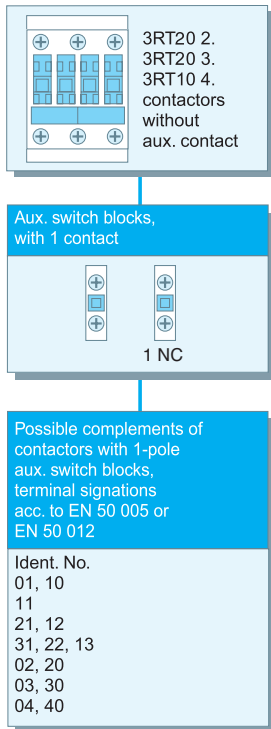 3RT20 2.
3RT20 3.
3RT10 4.
contactors
without
aux. contact
Aux. switch blocks,
with 1 contact
1 NC
Possible complements of
contactors with 1-pole
aux. switch blocks,
terminal signations
acc. to EN 50 005 or
EN 50 012
Ident. No.
01, 10
11
21, 12
31, 22, 13
02, 20
03, 30
04, 40